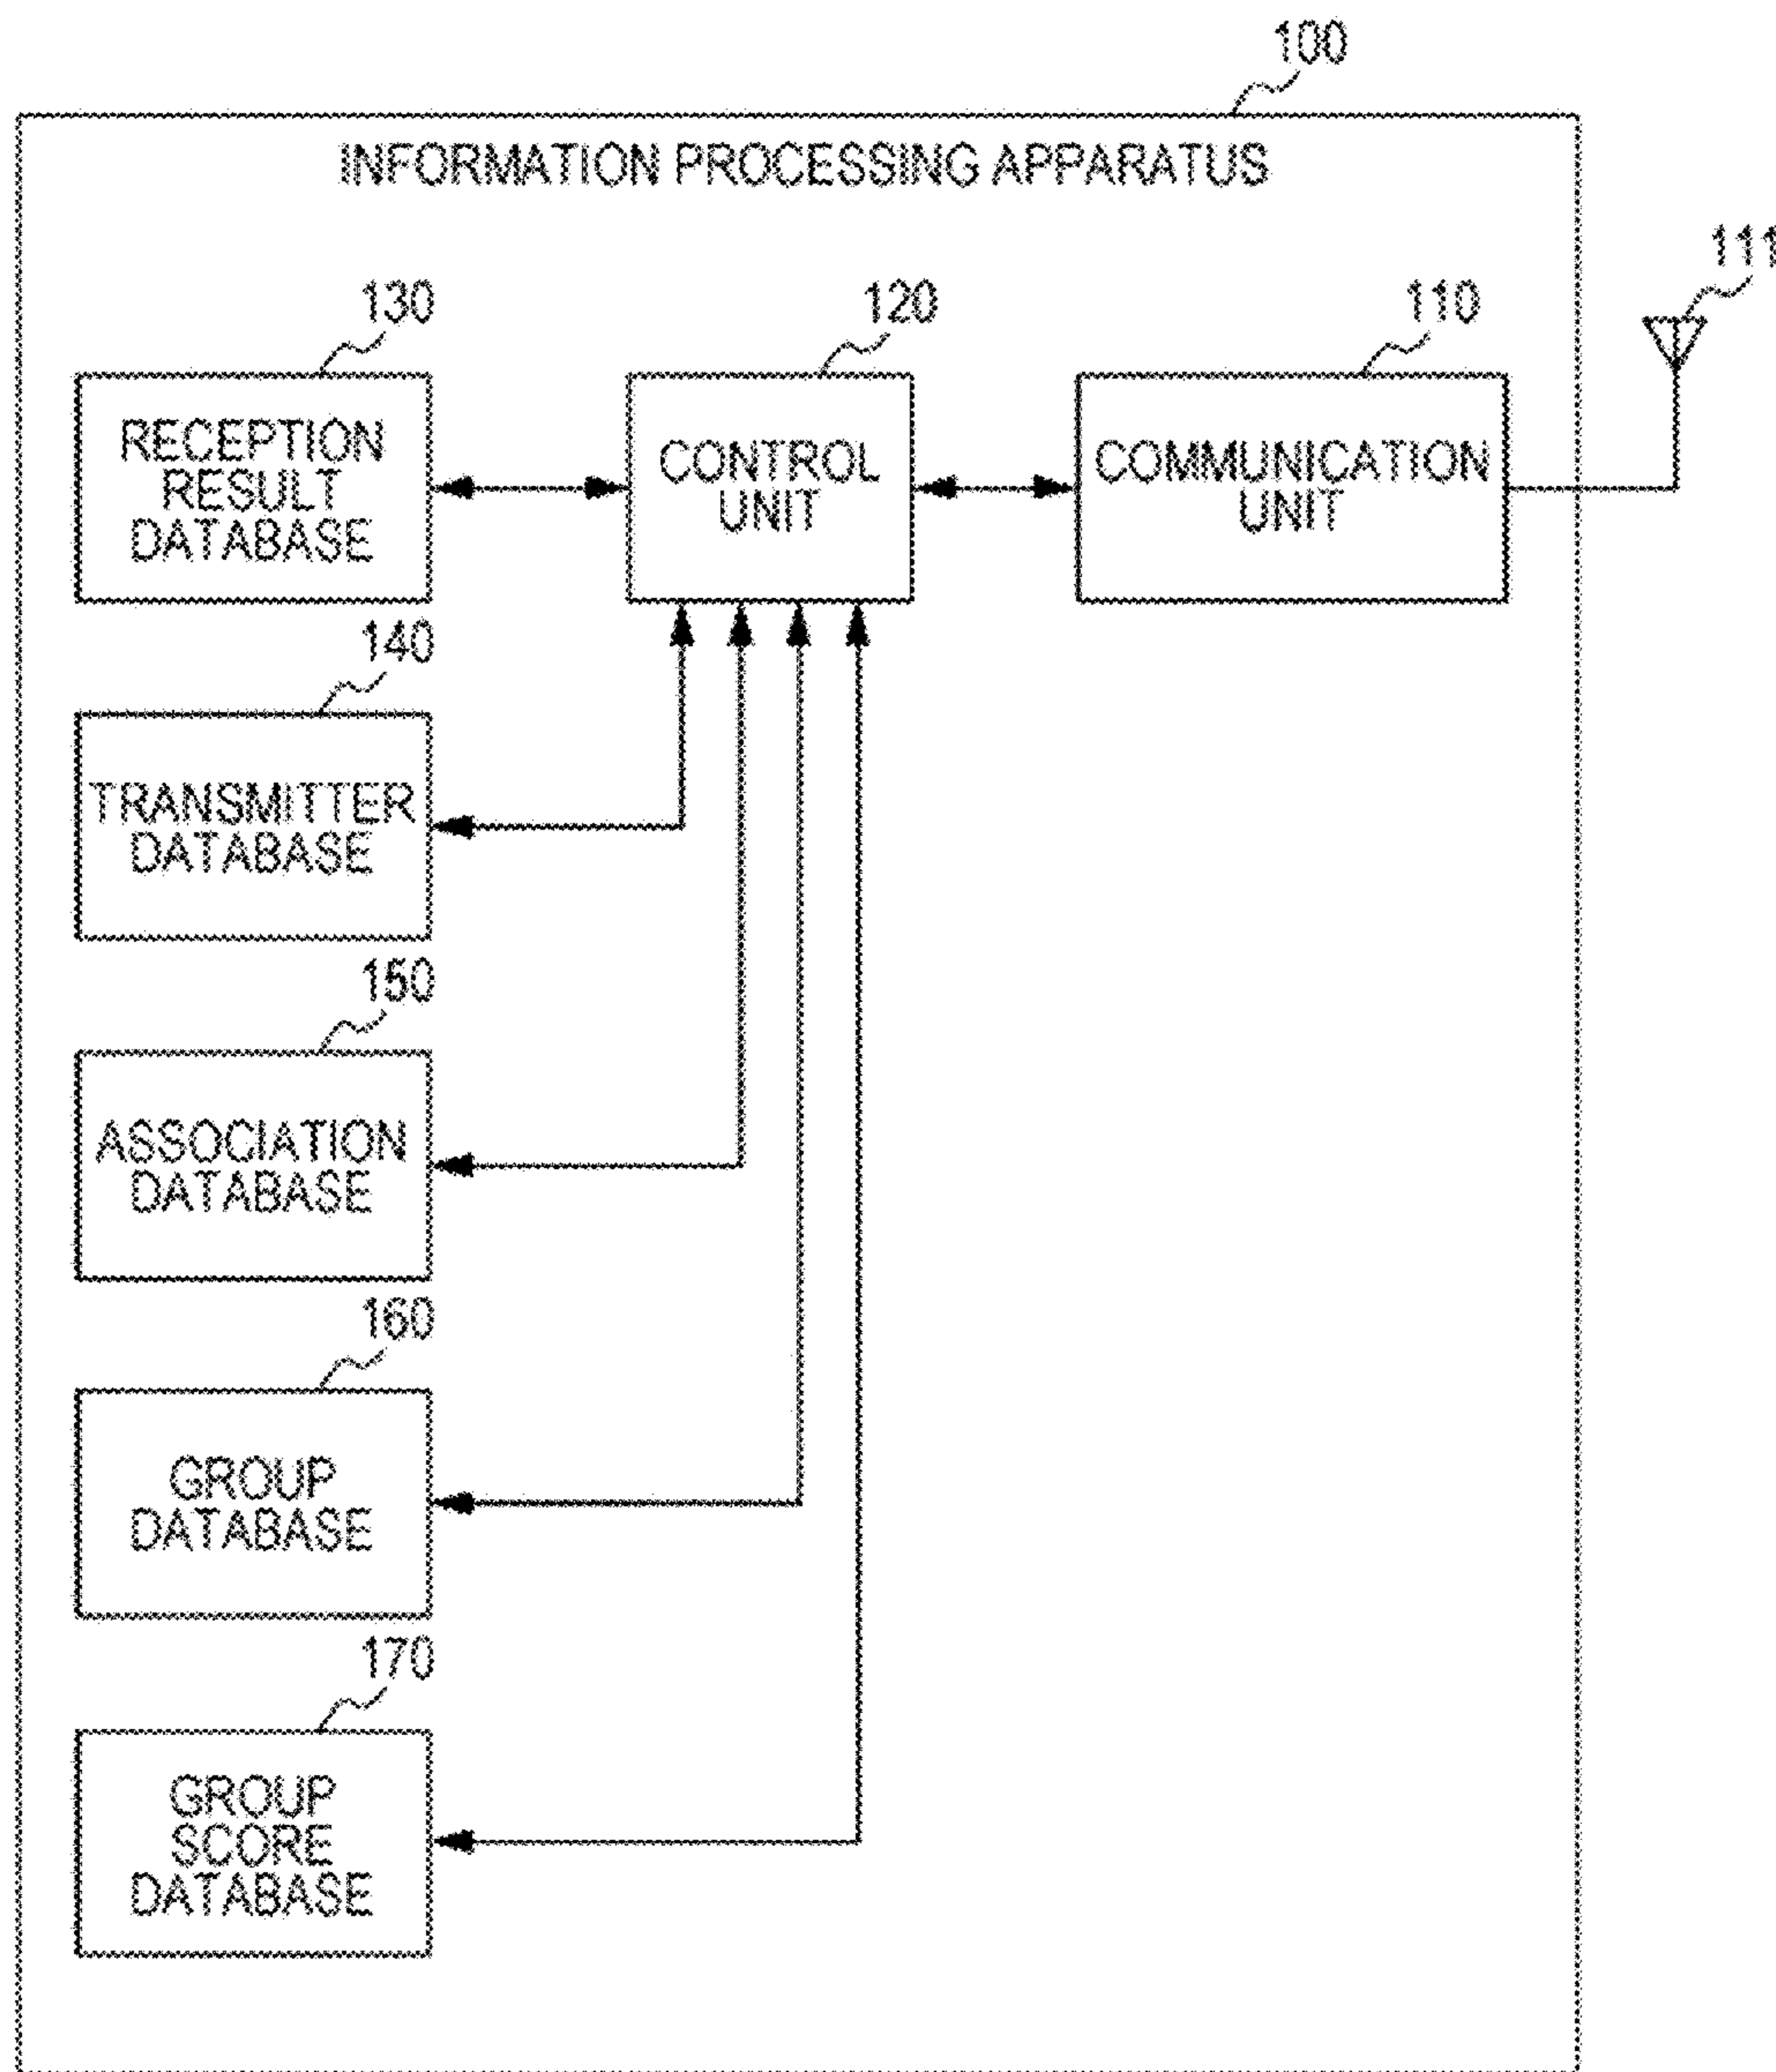 100
INFORMATION PROCESSING APPARATUS
111
130
120
110
RECEPTION
RESULT
DATABASE
CONTROL
UNIT
COMMUNICATION
UNIT
140
TRANSMITTER
DATABASE
150
ASSOCIATION
DATABASE
160
GROUP
DATABASE
170
GROUP
SCORE
DATABASE